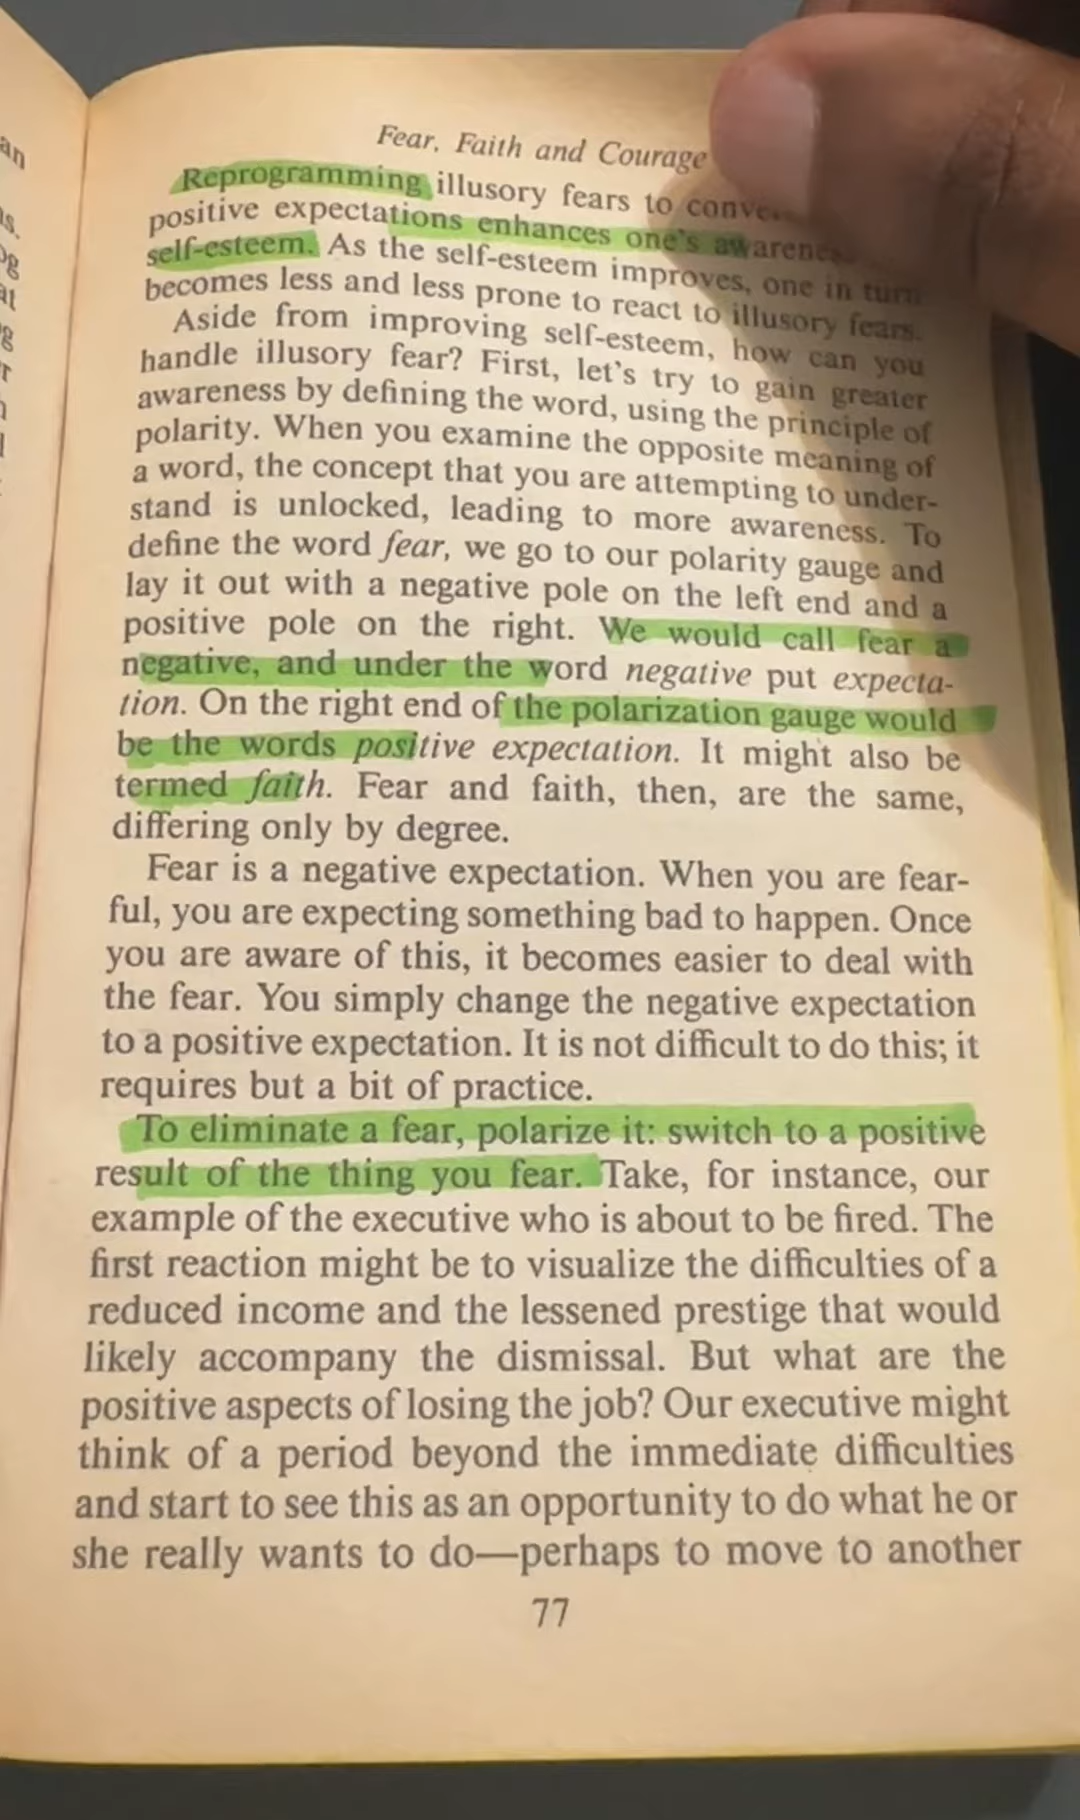 an
s.
at
g
r
Fear, Faith and Courage
Reprogramming illusory fears to
positive expectations enhances one's
self-esteem. As the self-esteem improves, one in turn
becomes less and less prone to react to illusory fears.
Aside from improving self-esteem, how can you
handle illusory fear? First, let's try to gain greater
awareness by defining the word, using the principle of
polarity. When you examine the opposite meaning of
a word, the concept that you are attempting to under-
stand is unlocked, leading to more awareness. To
define the word fear, we go to our polarity gauge and
lay it out with a negative pole on the left end and a
positive pole on the right. We would call fear a
negative, and under the word negative put expecta-
tion. On the right end of the polarization gauge would
be the words positive expectation. It might also be
termed faith. Fear and faith, then, are the same,
differing only by degree.
Fear is a negative expectation. When you are fear-
ful, you are expecting something bad to happen. Once
you are aware of this, it becomes easier to deal with
the fear. You simply change the negative expectation
to a positive expectation. It is not difficult to do this; it
requires but a bit of practice.
To eliminate a fear, polarize it: switch to a positive
result of the thing you fear. Take, for instance, our
example of the executive who is about to be fired. The
first reaction might be to visualize the difficulties of a
reduced income and the lessened prestige that would
likely accompany the dismissal. But what are the
positive aspects of losing the job? Our executive might
think of a period beyond the immediate difficulties
and start to see this as an opportunity to do what he or
she really wants to do—perhaps to move to another
77